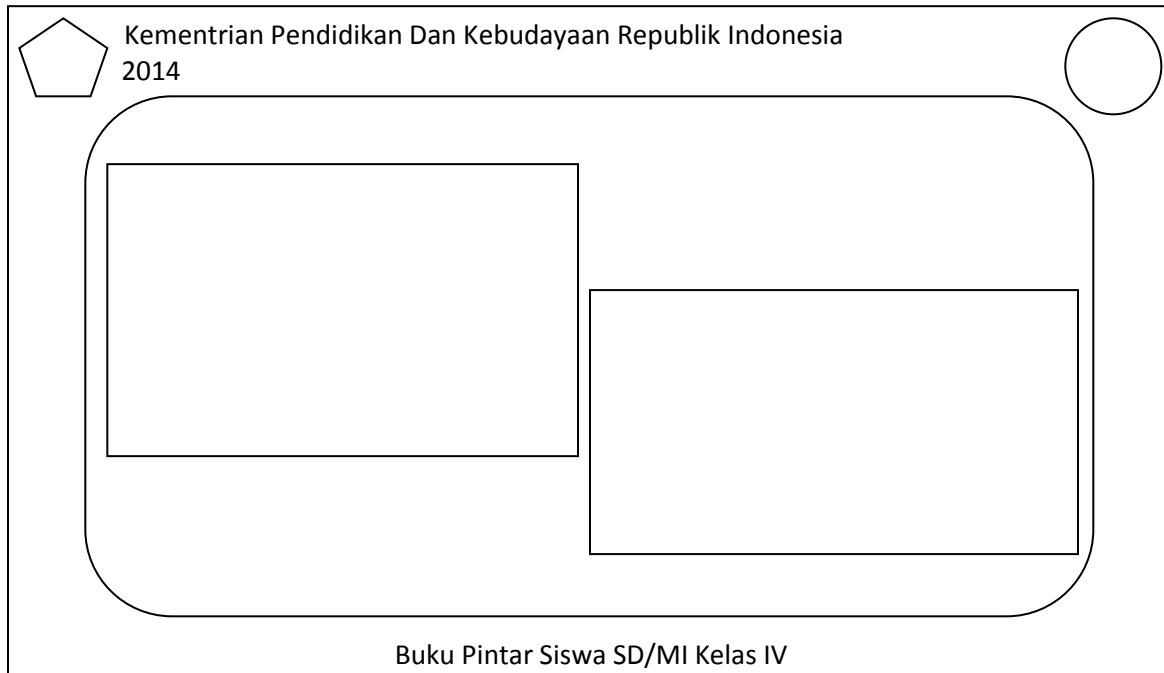 Kementrian Pendidikan Dan Kebudayaan Republik Indonesia
2014
Buku Pintar Siswa SD/MI Kelas IV